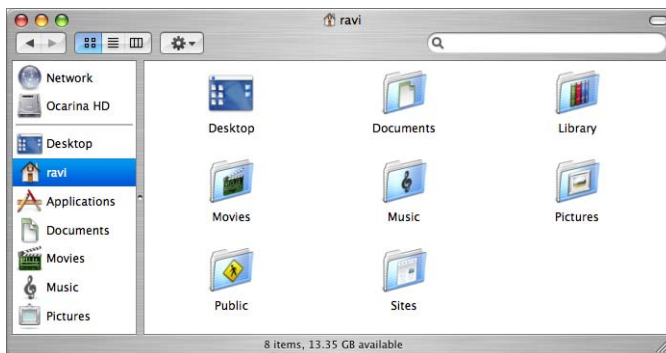 ravi
Network
Ocarina HD
Desktop
ravi
Applications
Documents
Movies
Music
Pictures
Desktop Documents Library
Movies Music Pictures
Public Sites
8 items, 13.35 GB available